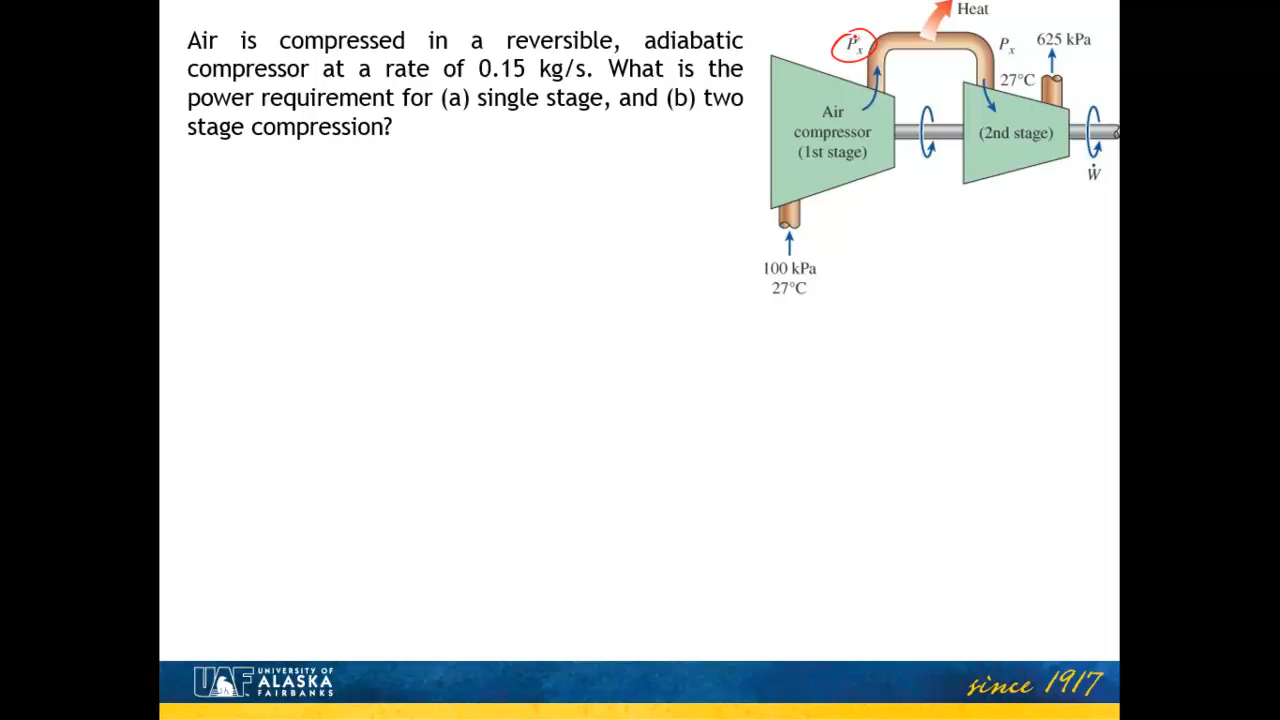 Air is compressed in a reversible, adiabatic
compressor at a rate of 0.15 kg/s. What is the
power requirement for (a) single stage, and (b) two
stage compression?
Heat
Pₓ
Pₓ
625 kPa
27°C
Air
compressor
(1st stage)
(2nd stage)
Ẇ
100 kPa
27°C
UAF
UNIVERSITY OF
ALASKA
FAIRBANKS
since 1917